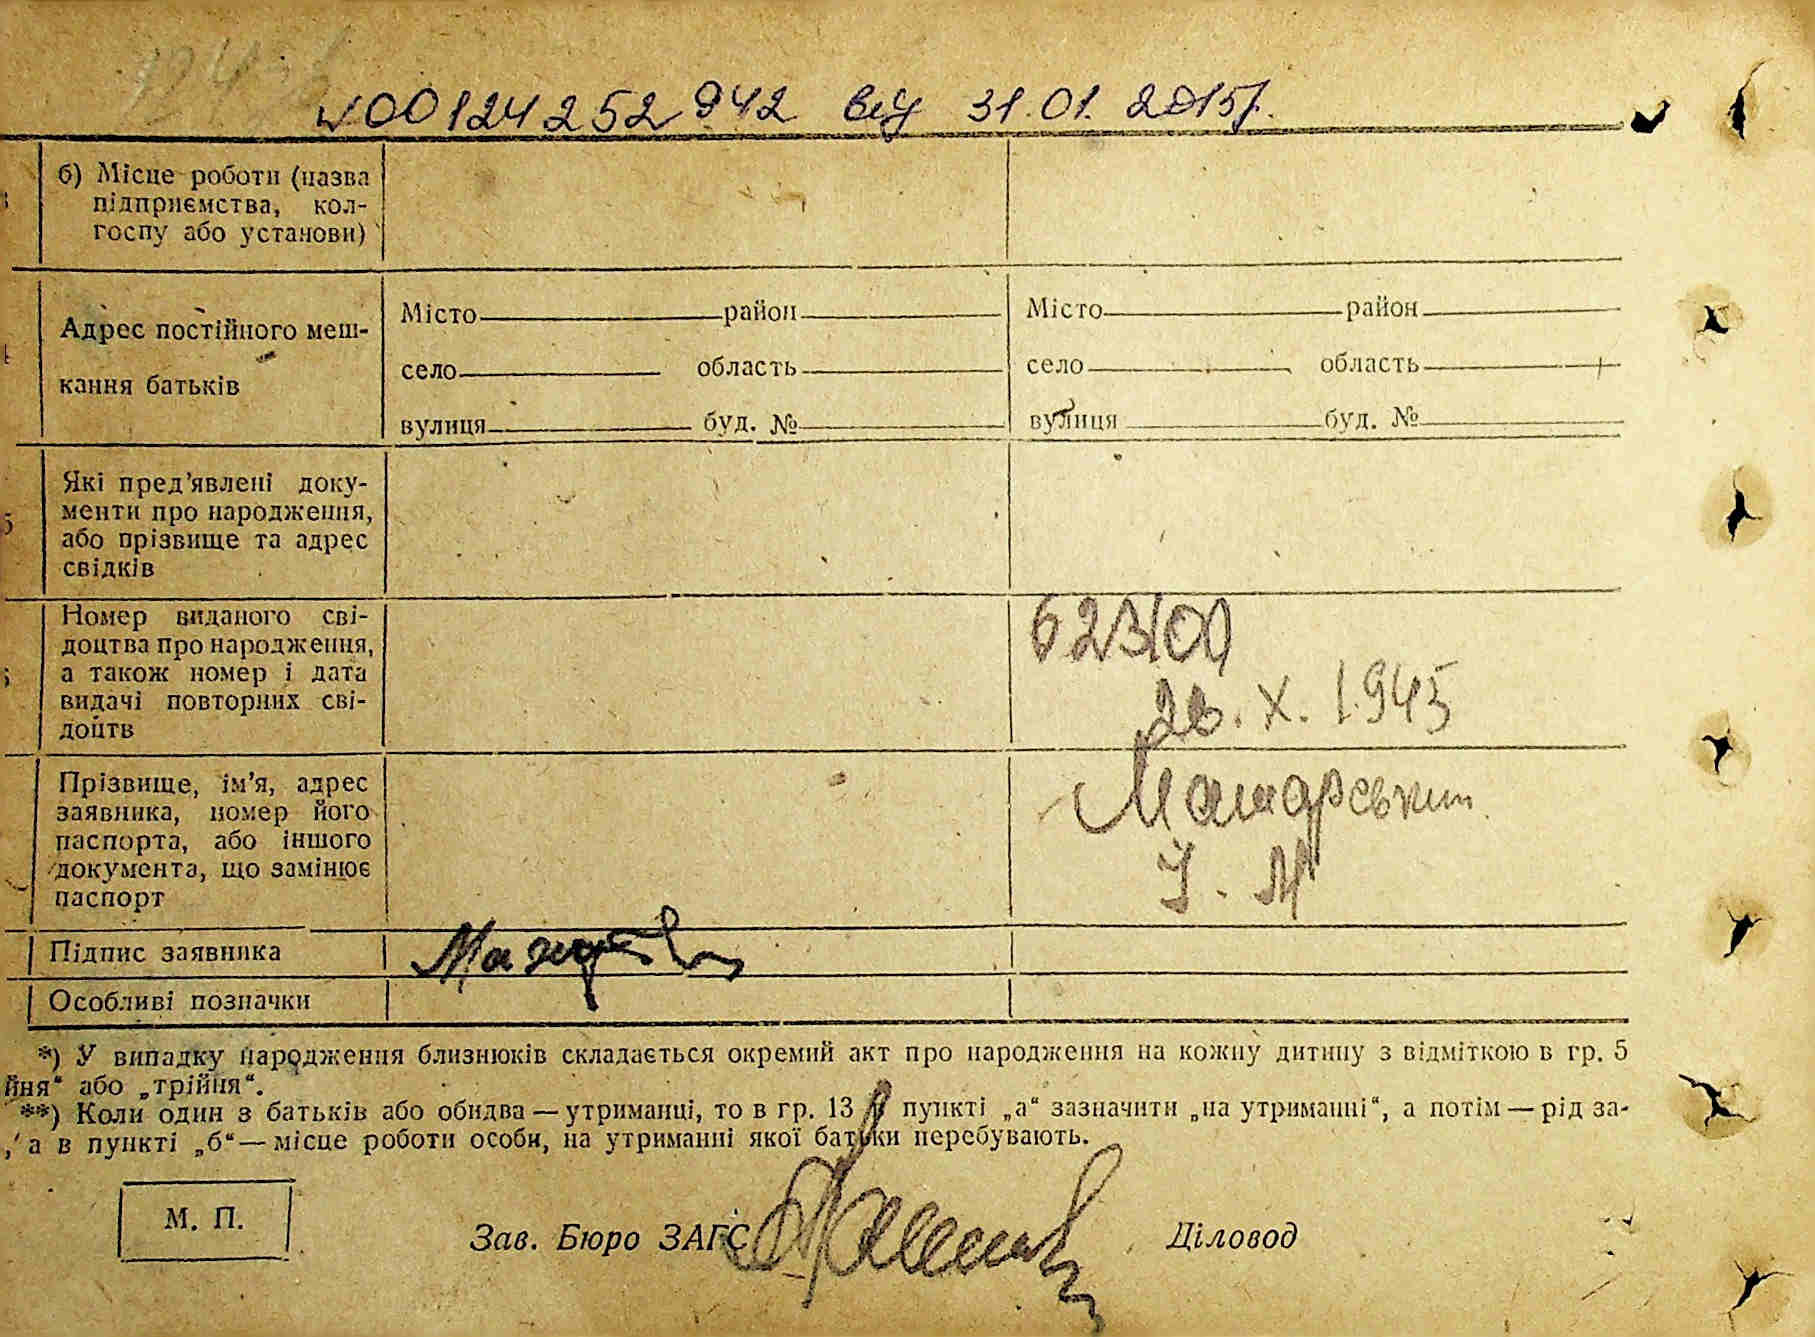 00124252942 від 31.01.2015р.
б) Місце роботи (назва
підприємства, кол-
госпу або установи)
Адрес постійного меш-
кання батьків
Місто район
село область
вулиця буд. №
Місто район
село область
вулиця буд. №
5
Які пред'явлені доку-
менти про народження,
або прізвище та адрес
свідків
Номер виданого сві-
доцтва про народження,
а також номер і дата
видачі повторних сві-
доцтв
623100
X. 1945
Прізвище, ім'я, адрес
заявника, номер його
паспорта, або іншого
документа, що замінює
паспорт
Підпис заявника
Особливі позначки
*) У випадку народження близнюків складається окремий акт про народження на кожну дитину з відміткою в гр. 5
йня" або „трійня".
**) Коли один з батьків або обидва — утриманці, то в гр. 13 в пункті „а" зазначити „на утриманні", а потім — рід за-
, а в пункті „б" — місце роботи особи, на утриманні якої батьки перебувають.
М. П.
Зав. Бюро ЗАГС
Діловод